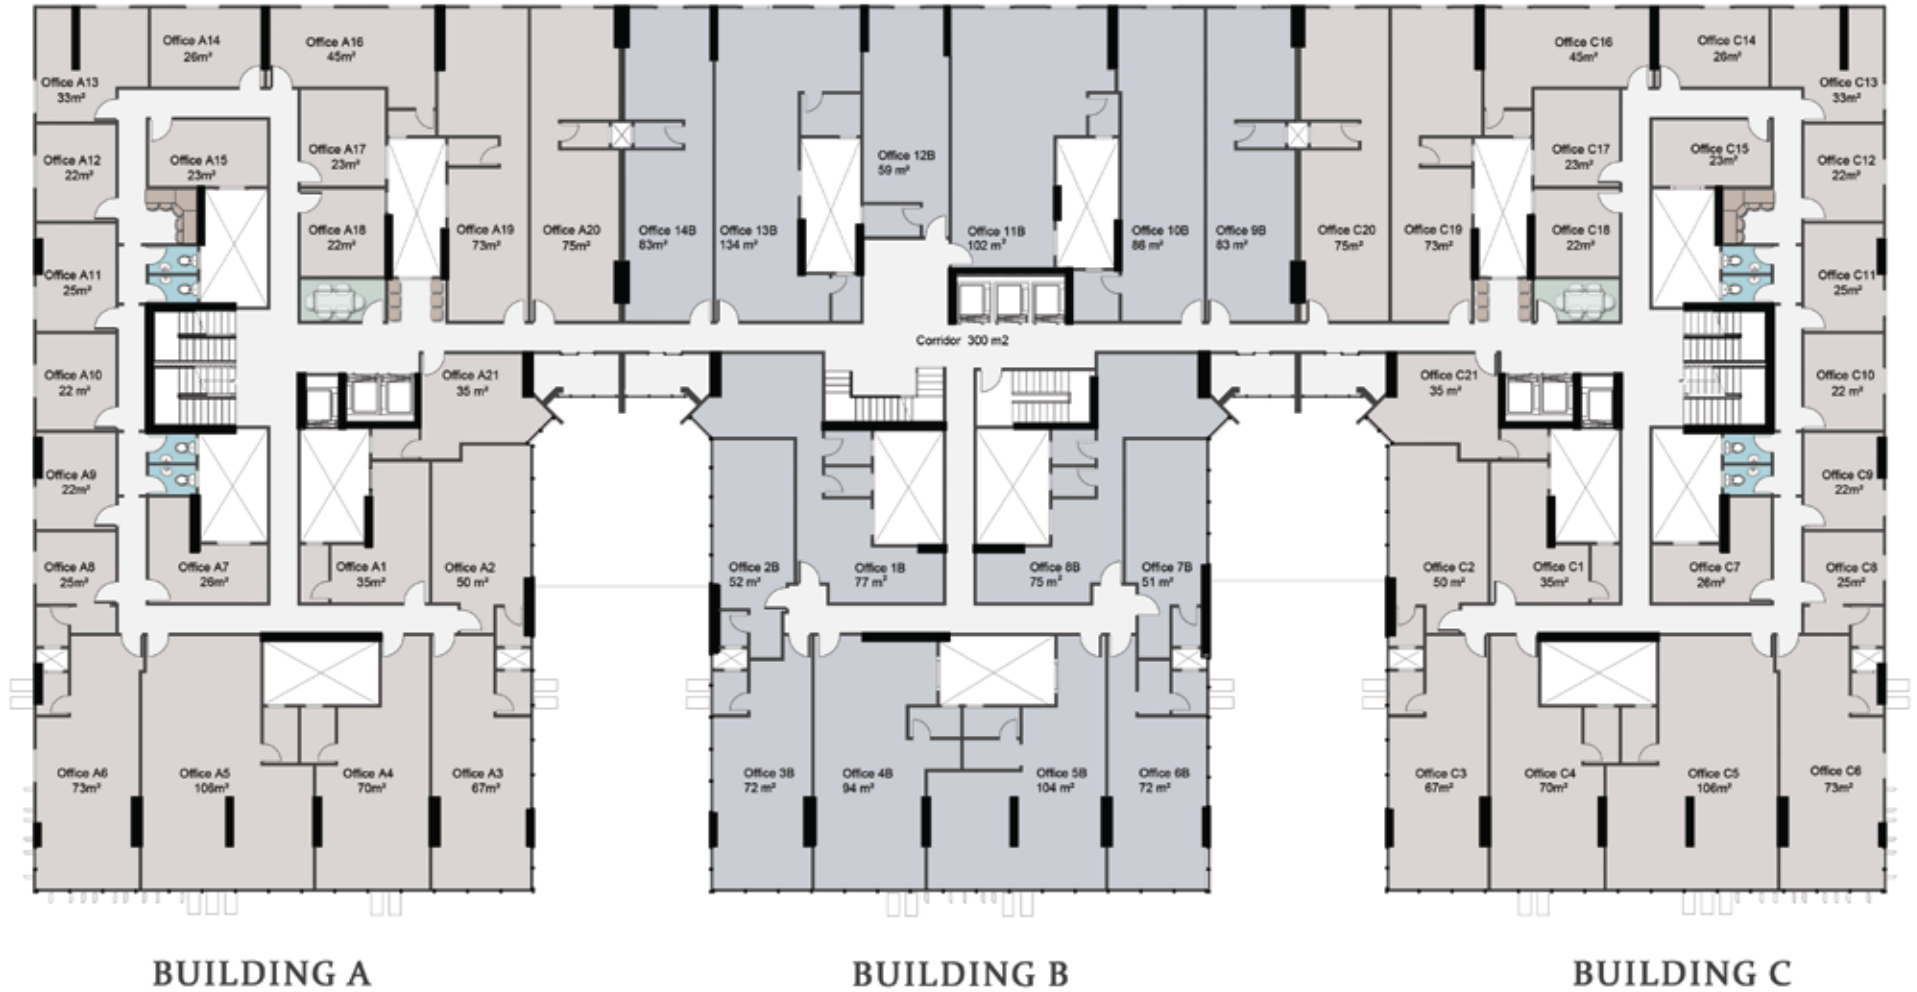 Office A14
26m²
Office A16
45m²
Office A13
33m²
Office A12
22m²
Office A15
23m²
Office A17
23m²
Office A18
22m²
Office A19
73m²
Office A20
75m²
Office A11
25m²
Office A10
22 m²
Office A21
35 m²
Office A9
22m²
Office A8
25m²
Office A7
26m²
Office A1
35m²
Office A2
50 m²
Office A6
73m²
Office A5
106m²
Office A4
70m²
Office A3
67m²
Office 14B
83m²
Office 13B
134 m²
Office 12B
59 m²
Office 11B
102 m²
Office 10B
86 m²
Office 9B
83 m²
Corridor 300 m2
Office 2B
52 m²
Office 1B
77 m²
Office 8B
75 m²
Office 7B
51 m²
Office 3B
72 m²
Office 4B
94 m²
Office 5B
104 m²
Office 6B
72 m²
Office C16
45m²
Office C14
26m²
Office C13
33m²
Office C17
23m²
Office C15
23m²
Office C12
22m²
Office C20
75m²
Office C19
73m²
Office C18
22m²
Office C11
25m²
Office C21
35 m²
Office C10
22 m²
Office C9
22m²
Office C2
50 m²
Office C1
35m²
Office C7
26m²
Office C8
25m²
Office C3
67m²
Office C4
70m²
Office C5
106m²
Office C6
73m²
BUILDING A
BUILDING B
BUILDING C